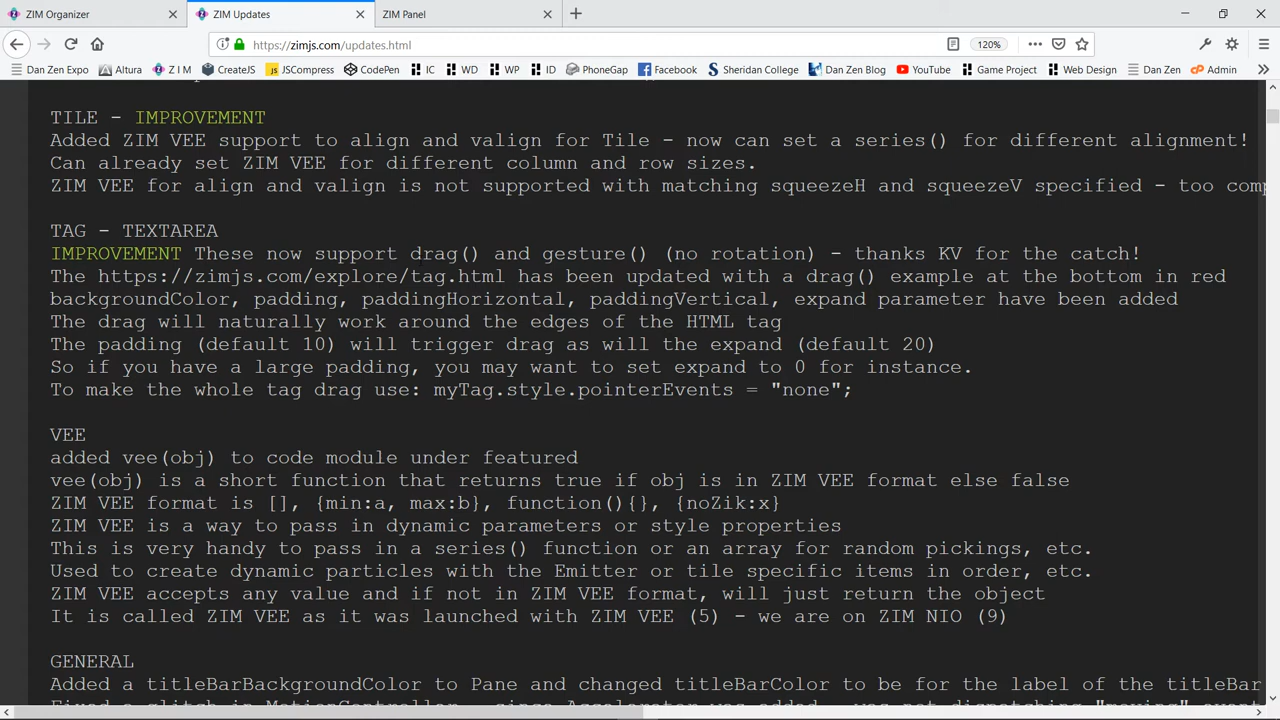 ZIM Organizer
ZIM Updates
ZIM Panel
https://zimjs.com/updates.html
120%
Dan Zen Expo
Altura
Z I M
CreateJS
JSCompress
CodePen
IC
WD
WP
ID
PhoneGap
Facebook
Sheridan College
Dan Zen Blog
YouTube
Game Project
Web Design
Dan Zen
Admin
TILE - IMPROVEMENT
Added ZIM VEE support to align and valign for Tile - now can set a series() for different alignment!
Can already set ZIM VEE for different column and row sizes.
ZIM VEE for align and valign is not supported with matching squeezeH and squeezeV specified - too comp
TAG - TEXTAREA
IMPROVEMENT These now support drag() and gesture() (no rotation) - thanks KV for the catch!
The https://zimjs.com/explore/tag.html has been updated with a drag() example at the bottom in red
backgroundColor, padding, paddingHorizontal, paddingVertical, expand parameter have been added
The drag will naturally work around the edges of the HTML tag
The padding (default 10) will trigger drag as will the expand (default 20)
So if you have a large padding, you may want to set expand to 0 for instance.
To make the whole tag drag use: myTag.style.pointerEvents = "none";
VEE
added vee(obj) to code module under featured
vee(obj) is a short function that returns true if obj is in ZIM VEE format else false
ZIM VEE format is [], {min:a, max:b}, function(){}, {noZik:x}
ZIM VEE is a way to pass in dynamic parameters or style properties
This is very handy to pass in a series() function or an array for random pickings, etc.
Used to create dynamic particles with the Emitter or tile specific items in order, etc.
ZIM VEE accepts any value and if not in ZIM VEE format, will just return the object
It is called ZIM VEE as it was launched with ZIM VEE (5) - we are on ZIM NIO (9)
GENERAL
Added a titleBarBackgroundColor to Pane and changed titleBarColor to be for the label of the titleBar
Fixed a glitch in MotionController - since Accelerator was added - was not dispatching "moving"